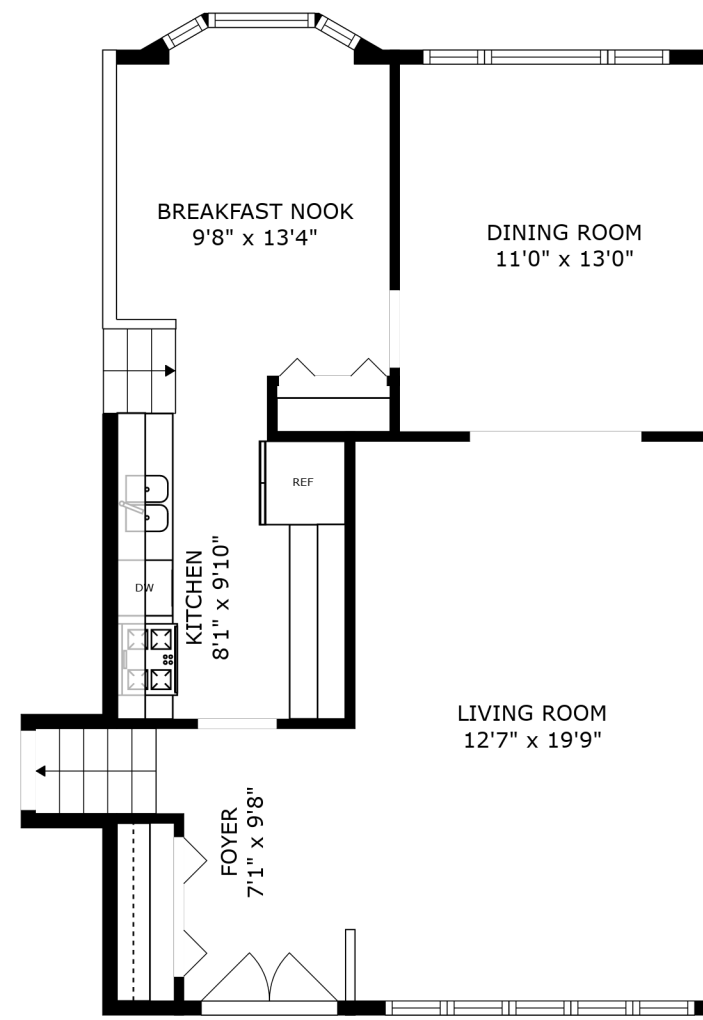 BREAKFAST NOOK
9'8" x 13'4"
DINING ROOM
11'0" x 13'0"
REF
KITCHEN
8'1" x 9'10"
DW
LIVING ROOM
12'7" x 19'9"
FOYER
7'1" x 9'8"